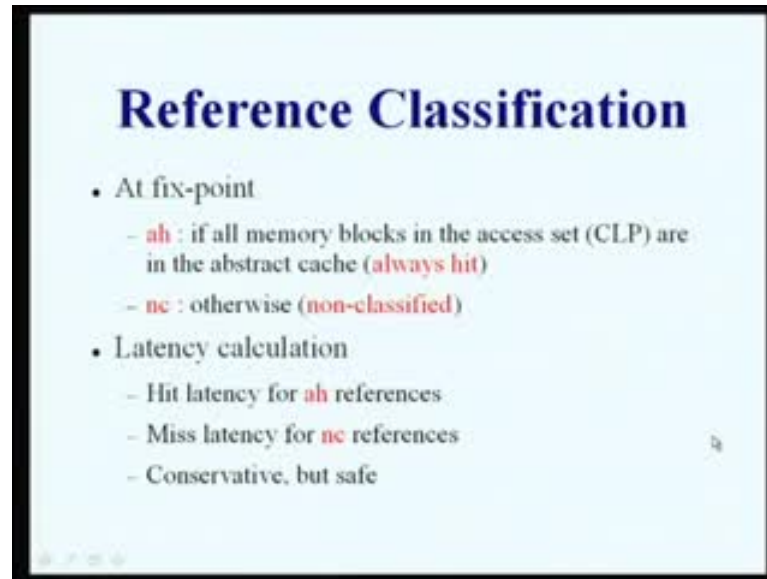 Reference Classification
• At fix-point
– ah : if all memory blocks in the access set (CLP) are
in the abstract cache (always hit)
– nc : otherwise (non-classified)
• Latency calculation
– Hit latency for ah references
– Miss latency for nc references
– Conservative, but safe